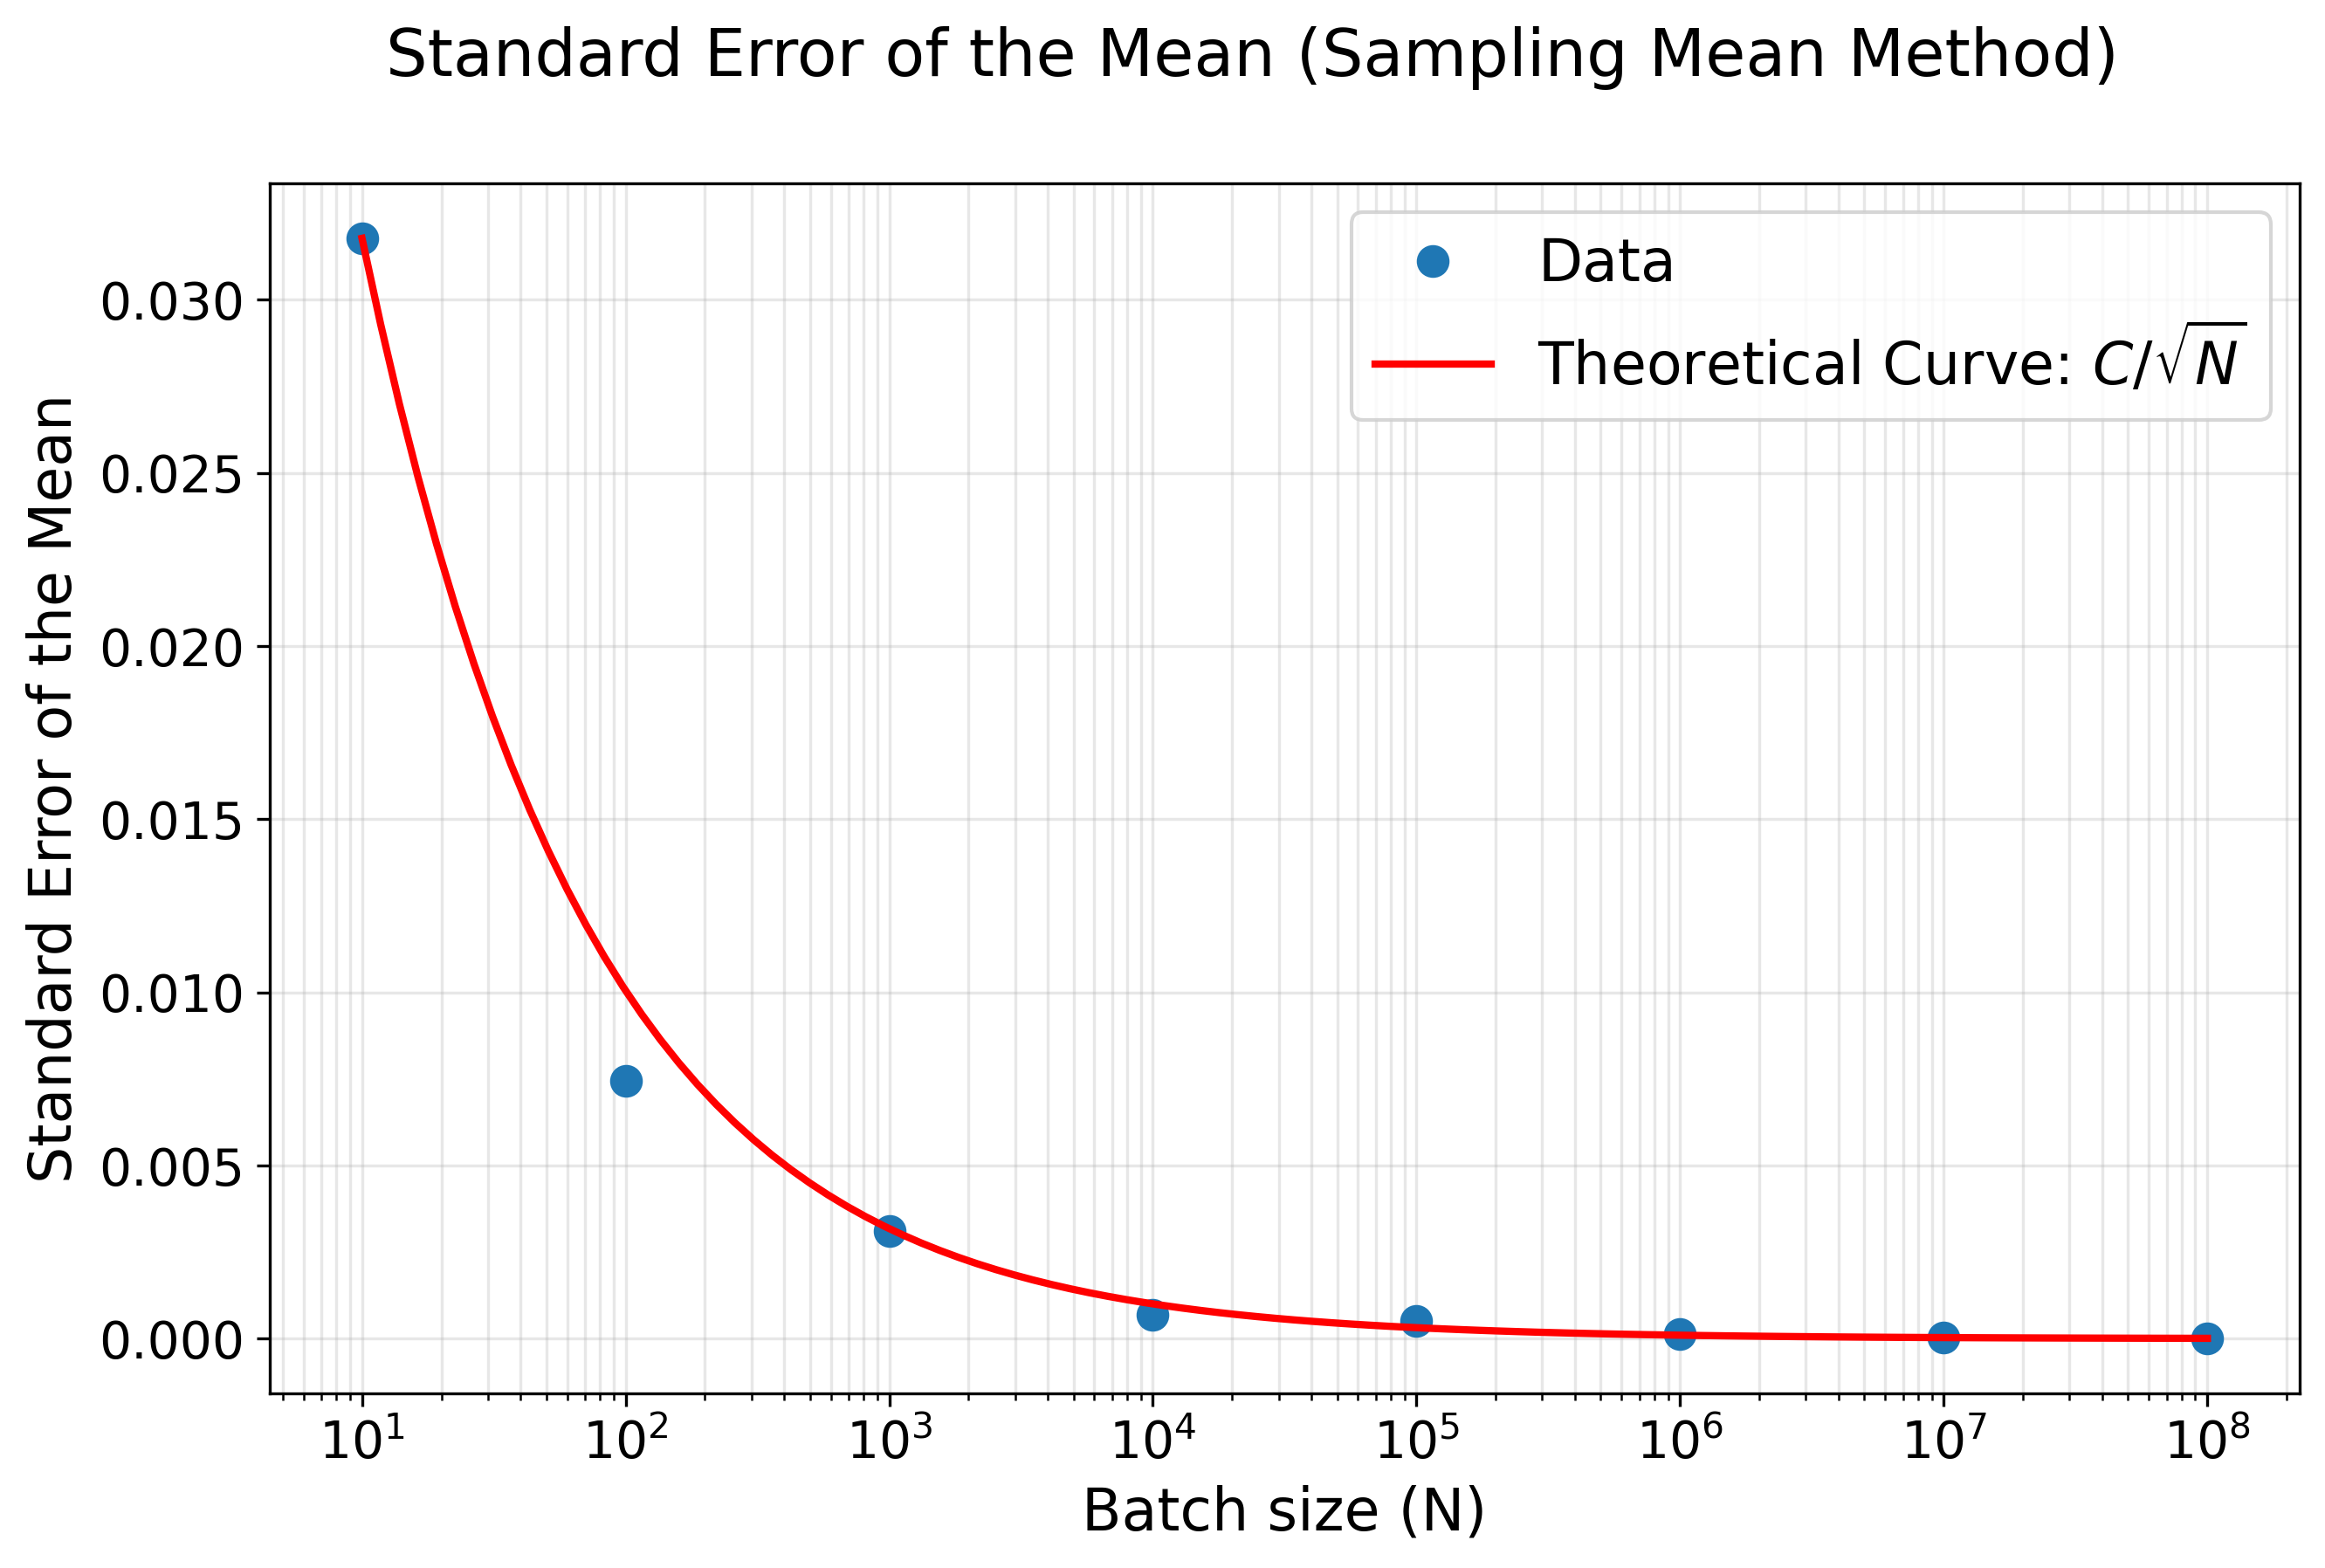 Standard Error of the Mean (Sampling Mean Method)
Data
Theoretical Curve: C/√N
Standard Error of the Mean
0.030
0.025
0.020
0.015
0.010
0.005
0.000
10¹ 10² 10³ 10⁴ 10⁵ 10⁶ 10⁷ 10⁸
Batch size (N)